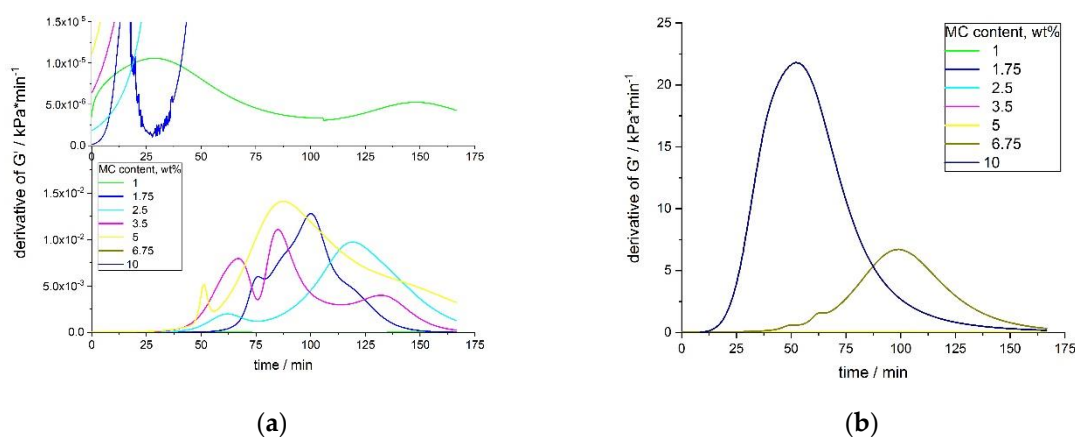 derivative of G' / kPa*min⁻¹
1.5x10⁻⁵
1.0x10⁻⁵
5.0x10⁻⁶
0.0
0 25 50 75 100 125 150 175
MC content, wt%
1
1.75
2.5
3.5
5
6.75
10
1.5x10⁻²
1.0x10⁻²
5.0x10⁻³
0.0
0 25 50 75 100 125 150 175
time / min
(a)
derivative of G' / kPa*min⁻¹
25
20
15
10
5
0
MC content, wt%
1
1.75
2.5
3.5
5
6.75
10
0 25 50 75 100 125 150 175
time / min
(b)